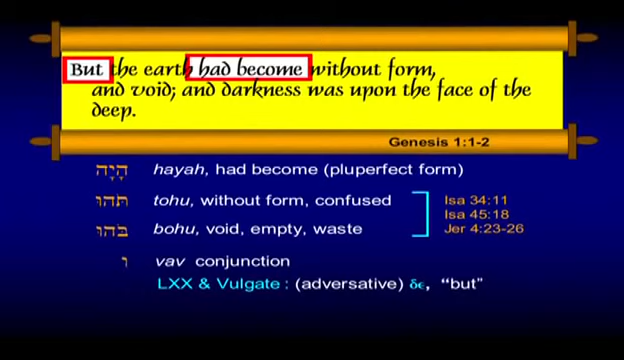 But the earth had become without form,
and void; and darkness was upon the face of the
deep.
Genesis 1:1-2
הָיָה hayah, had become (pluperfect form)
תֹּהוּ tohu, without form, confused
בֹּהוּ bohu, void, empty, waste
Isa 34:11
Isa 45:18
Jer 4:23-26
ו vav conjunction
LXX & Vulgate : (adversative) δε, “but”